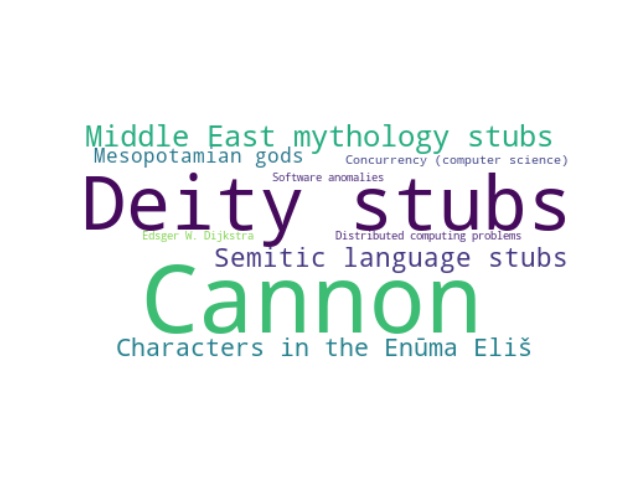 Middle East mythology stubs
Mesopotamian gods
Concurrency (computer science)
Software anomalies
Deity stubs
Edsger W. Dijkstra
Distributed computing problems
Semitic language stubs
Cannon
Characters in the Enūma Eliš